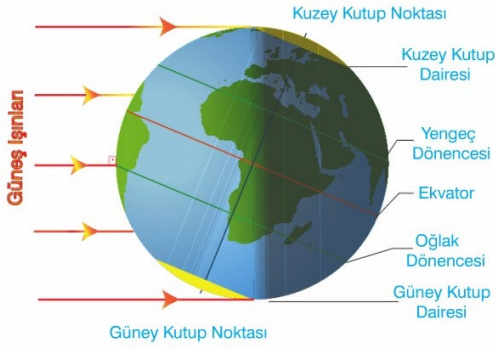 Kuzey Kutup Noktası
Kuzey Kutup
Dairesi
Güneş Işınları
Yengeç
Dönencesi
Ekvator
Oğlak
Dönencesi
Güney Kutup
Dairesi
Güney Kutup Noktası